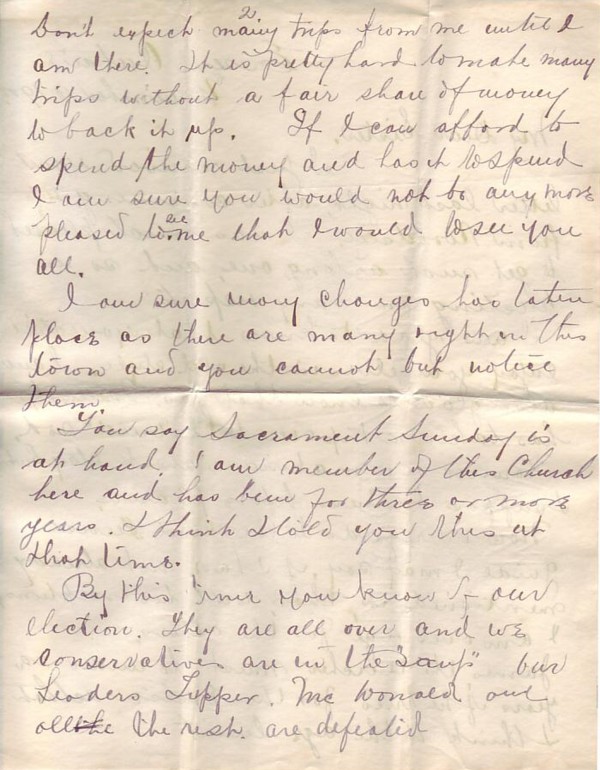 2
Don't expect many trips from me until I
am there. It is pretty hard to make many
trips without a fair share of money
to back it up. If I can afford to
spend the money and has it to spend
I am sure you would not be any more
pleased to see me that I would to see you
all.
I am sure many changes has taken
place as there are many right in this
town and you cannot but notice
them
You say Sacrament Sunday is
at hand. I am member of this Church
here and has been for three or more
years. I think I told you this at
that time.
By this time you know of our
election. They are all over and we
conservatives are in the " " our
Leaders Tupper. McDonald and
all the the rest. are defeated